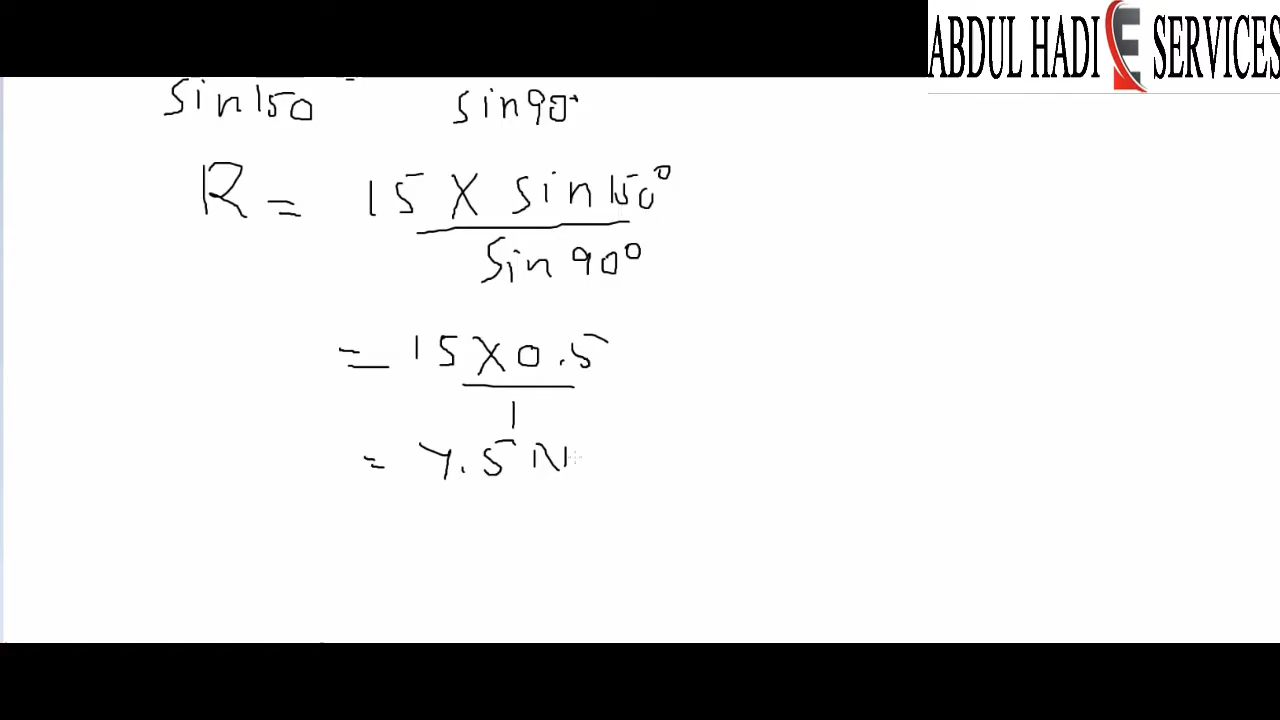 ABDUL HADI E SERVICES
sin150 = sin90°
R = 15 X sin150°
sin 90°
= 15 X 0.5
1
= 7.5 N